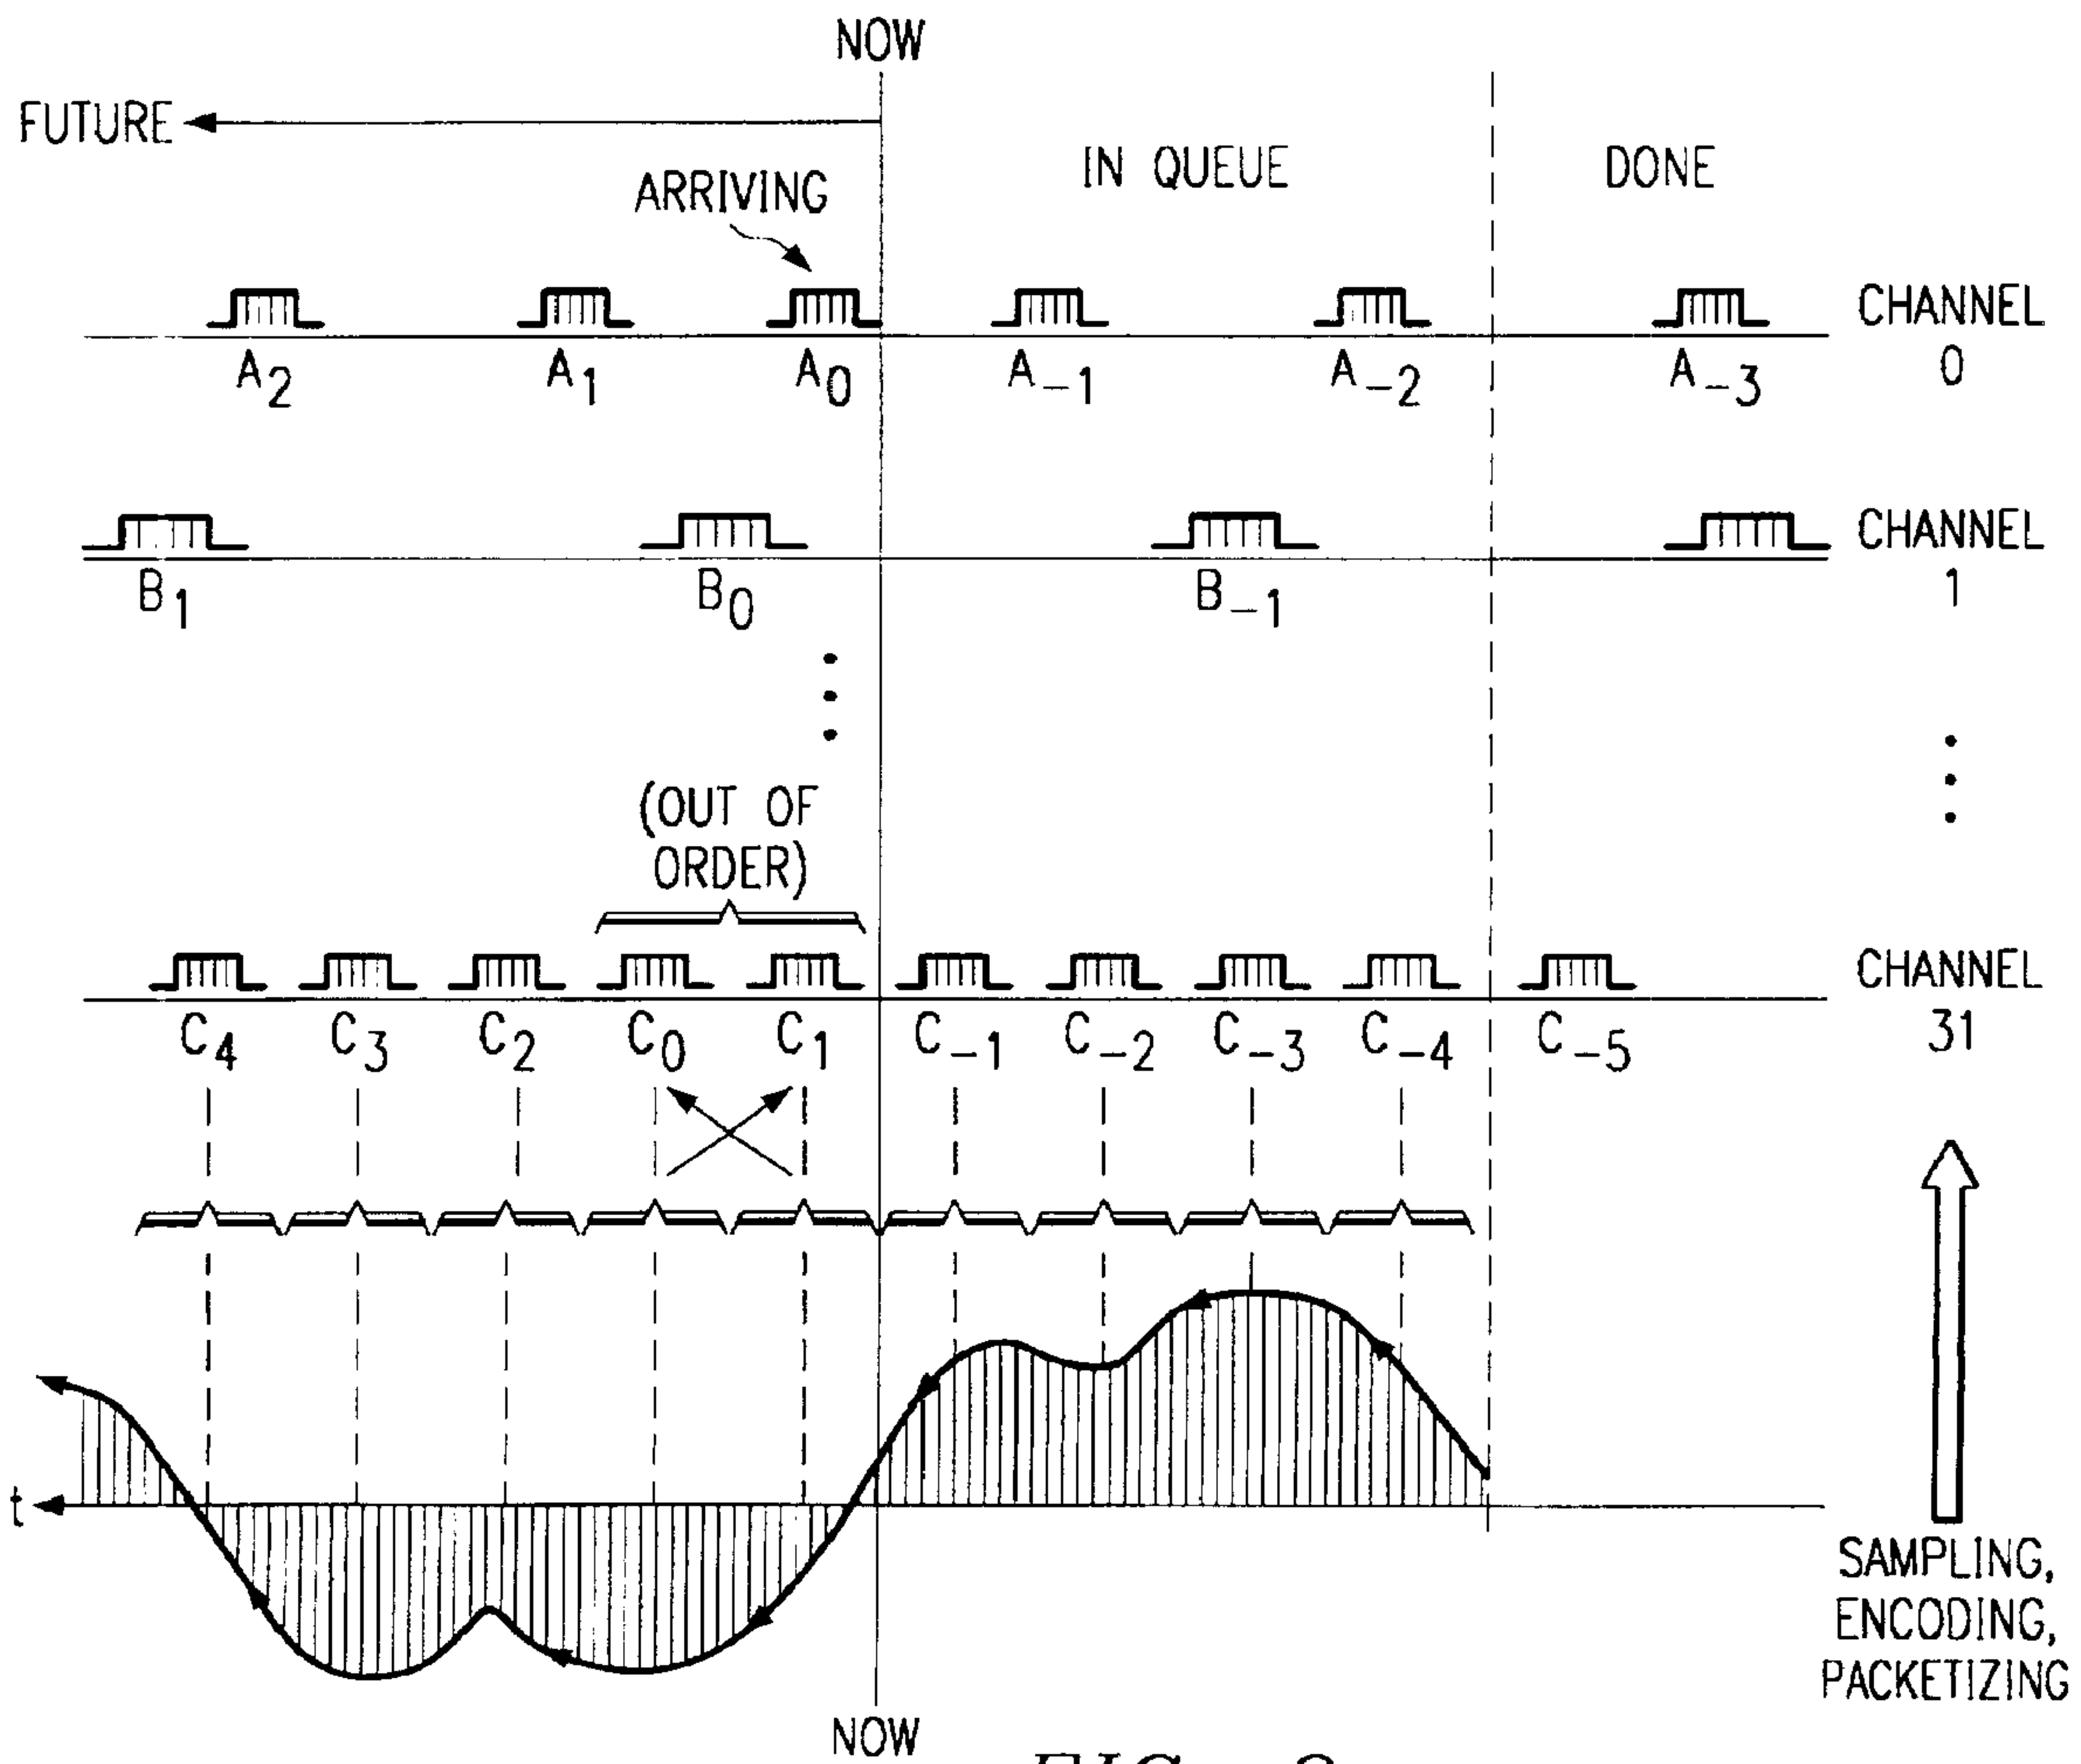 NOW
FUTURE
ARRIVING
IN QUEUE
DONE
A2 A1 A0 A−1 A−2 A−3
CHANNEL
0
B1 B0 B−1
CHANNEL
1
(OUT OF
ORDER)
C4 C3 C2 C0 C1 C−1 C−2 C−3 C−4 C−5
CHANNEL
31
t
SAMPLING,
ENCODING,
PACKETIZING
NOW